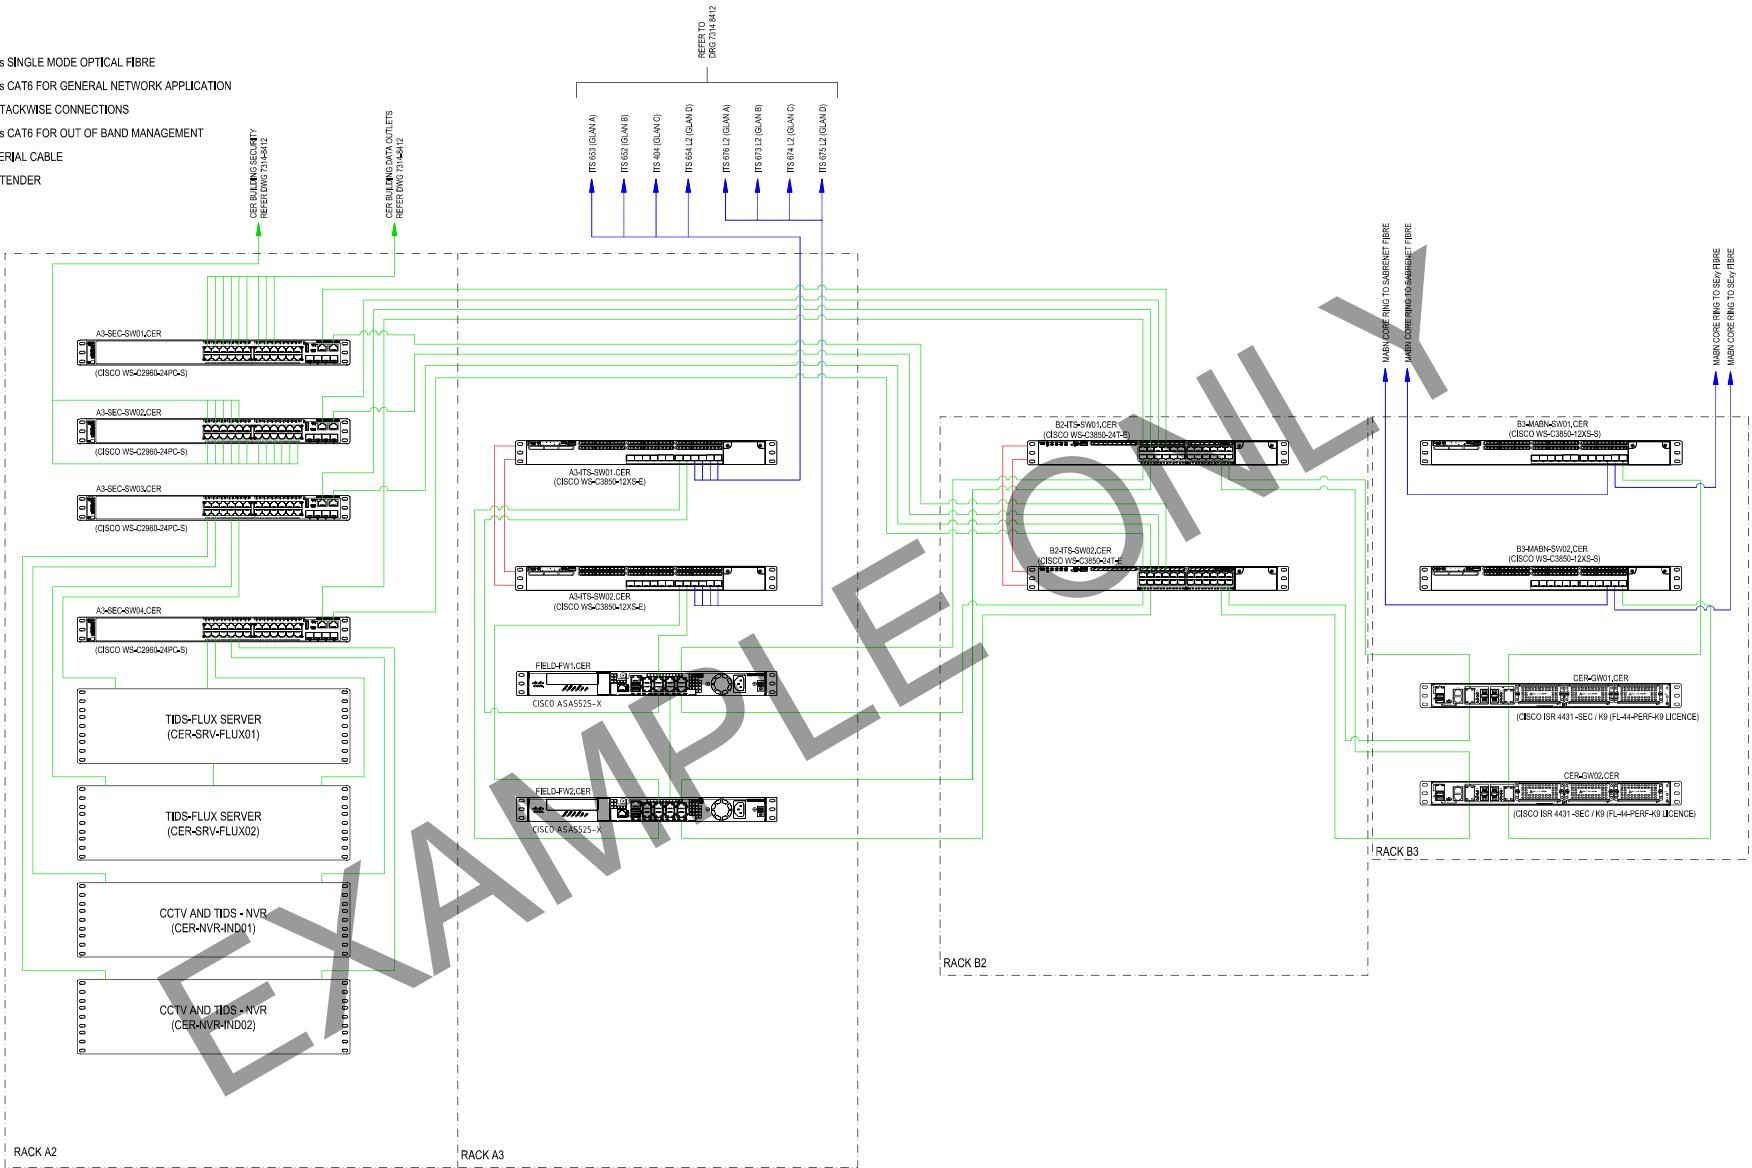 s SINGLE MODE OPTICAL FIBRE
s CAT6 FOR GENERAL NETWORK APPLICATION
TACKWISE CONNECTIONS
s CAT6 FOR OUT OF BAND MANAGEMENT
ERIAL CABLE
TENDER
CER BUILDING SECURITY
REFER DWG 7314-8412
CER BUILDING DATA OUTLETS
REFER DWG 7314-8412
REFER TO
DRG 7314 8412
ITS 653 (GLAN A)
ITS 652 (GLAN B)
ITS 404 (GLAN C)
ITS 654 L2 (GLAN D)
ITS 676 L2 (GLAN A)
ITS 673 L2 (GLAN B)
ITS 674 L2 (GLAN C)
ITS 675 L2 (GLAN D)
MABN CORE RING TO SABRENET FIBRE
MABN CORE RING TO SABRENET FIBRE
MABN CORE RING TO SExy FIBRE
MABN CORE RING TO SExy FIBRE
A3-SEC-SW01.CER
(CISCO WS-C2960-24PC-S)
A3-SEC-SW02.CER
(CISCO WS-C2960-24PC-S)
A3-SEC-SW03.CER
(CISCO WS-C2960-24PC-S)
A3-SEC-SW04.CER
(CISCO WS-C2960-24PC-S)
TIDS-FLUX SERVER
(CER-SRV-FLUX01)
TIDS-FLUX SERVER
(CER-SRV-FLUX02)
CCTV AND TIDS - NVR
(CER-NVR-IND01)
CCTV AND TIDS - NVR
(CER-NVR-IND02)
RACK A2
A3-ITS-SW01.CER
(CISCO WS-C3850-12XS-E)
A3-ITS-SW02.CER
(CISCO WS-C3850-12XS-E)
FIELD-FW1.CER
CISCO ASA5525-X
FIELD-FW2.CER
CISCO ASA5525-X
RACK A3
B2-ITS-SW01.CER
(CISCO WS-C3850-24T-E)
B2-ITS-SW02.CER
(CISCO WS-C3850-24T-E
RACK B2
B3-MABN-SW01.CER
(CISCO WS-C3850-12XS-S)
B3-MABN-SW02.CER
(CISCO WS-C3850-12XS-S)
CER-GW01.CER
(CISCO ISR 4431 -SEC / K9 (FL-44-PERF-K9 LICENCE)
CER-GW02.CER
(CISCO ISR 4431 -SEC / K9 (FL-44-PERF-K9 LICENCE)
RACK B3
EXAMPLE ONLY